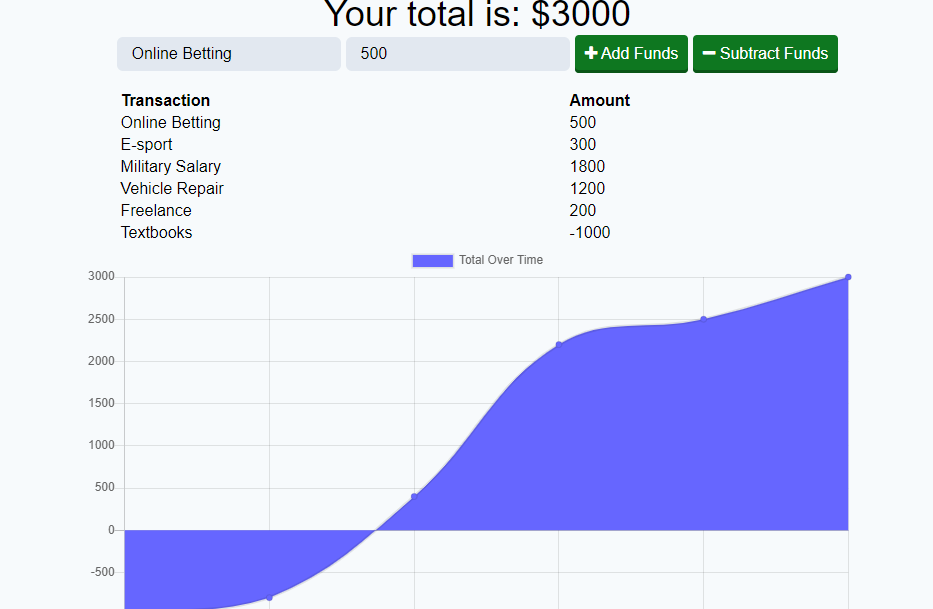 Your total is: $3000
Online Betting 500 Add Funds Subtract Funds
Transaction Amount
Online Betting 500
E-sport 300
Military Salary 1800
Vehicle Repair 1200
Freelance 200
Textbooks -1000
Total Over Time
3000
2500
2000
1500
1000
500
0
-500